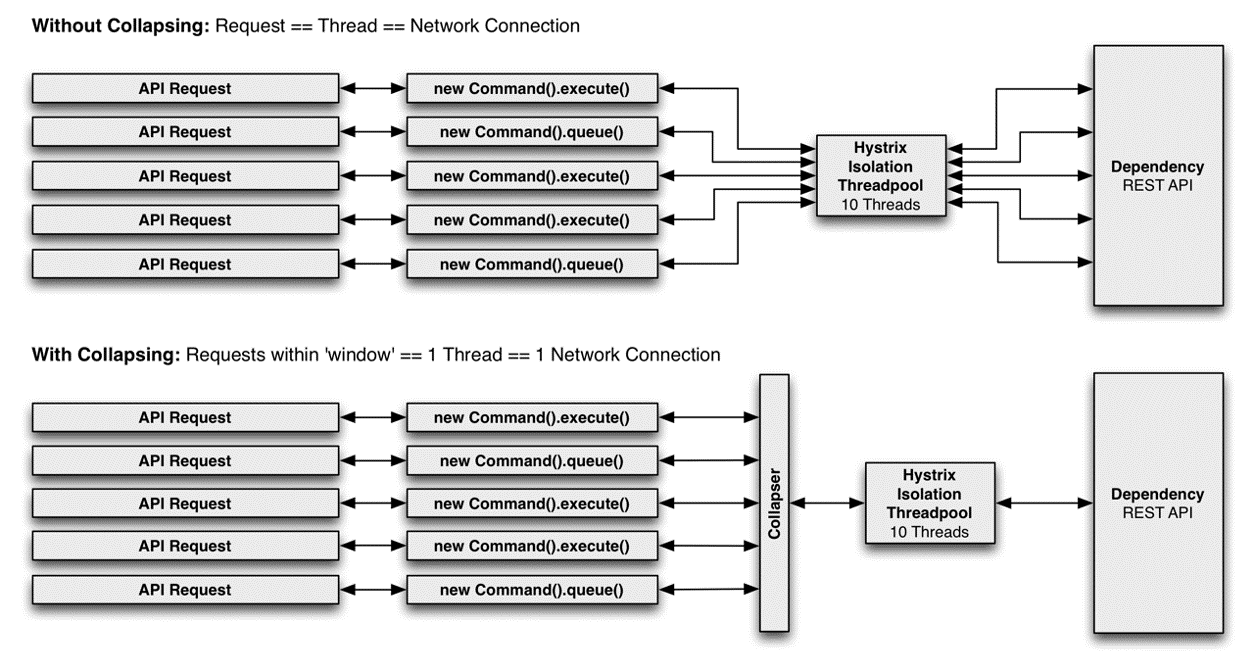 Without Collapsing: Request == Thread == Network Connection
API Request
new Command().execute()
API Request
new Command().queue()
API Request
new Command().execute()
API Request
new Command().execute()
API Request
new Command().queue()
Hystrix
Isolation
Threadpool
10 Threads
Dependency
REST API
With Collapsing: Requests within 'window' == 1 Thread == 1 Network Connection
API Request
new Command().execute()
API Request
new Command().queue()
API Request
new Command().execute()
API Request
new Command().execute()
API Request
new Command().queue()
Collapser
Hystrix
Isolation
Threadpool
10 Threads
Dependency
REST API